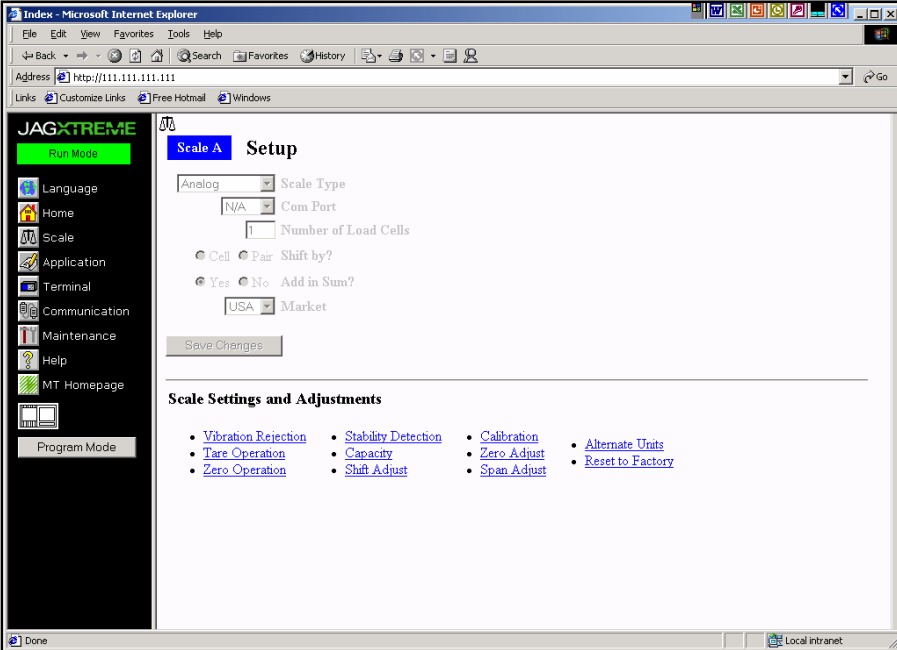 Index - Microsoft Internet Explorer
File Edit View Favorites Tools Help
Back Search Favorites History
Address http://111.111.111.111 Go
Links Customize Links Free Hotmail Windows
JAGXTREME
Run Mode
Language
Home
Scale
Application
Terminal
Communication
Maintenance
Help
MT Homepage
Program Mode
Scale A Setup
Analog Scale Type
N/A Com Port
1 Number of Load Cells
Cell Pair Shift by?
Yes No Add in Sum?
USA Market
Save Changes
Scale Settings and Adjustments
Vibration Rejection
Tare Operation
Zero Operation
Stability Detection
Capacity
Shift Adjust
Calibration
Zero Adjust
Span Adjust
Alternate Units
Reset to Factory
Done Local intranet